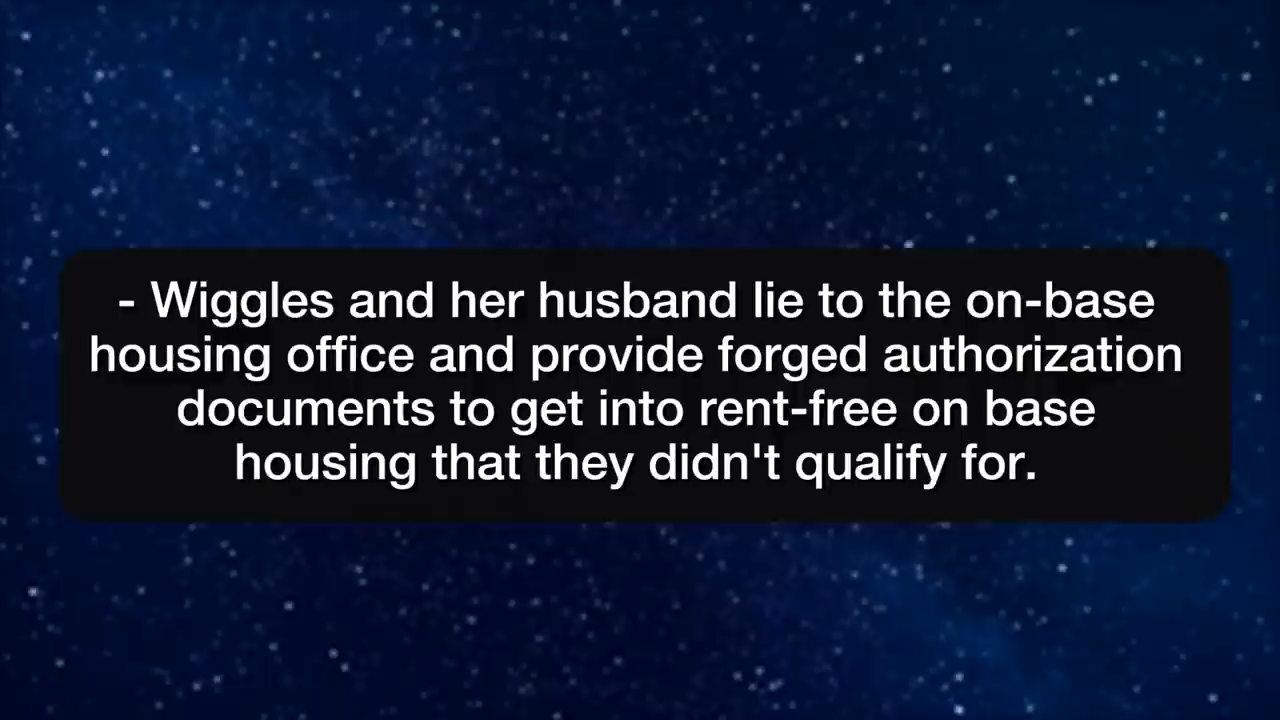 - Wiggles and her husband lie to the on-base
housing office and provide forged authorization
documents to get into rent-free on base
housing that they didn't qualify for.